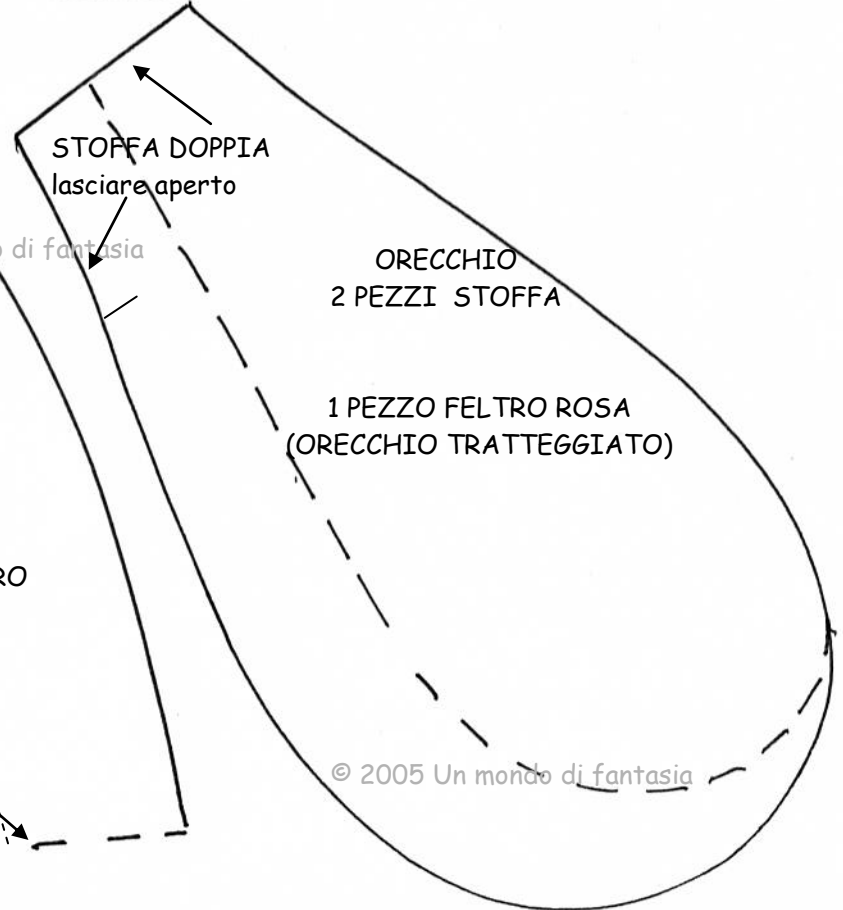 STOFFA DOPPIA
lasciare aperto
di fantasia
ORECCHIO
2 PEZZI STOFFA
1 PEZZO FELTRO ROSA
(ORECCHIO TRATTEGGIATO)
© 2005 Un mondo di fantasia